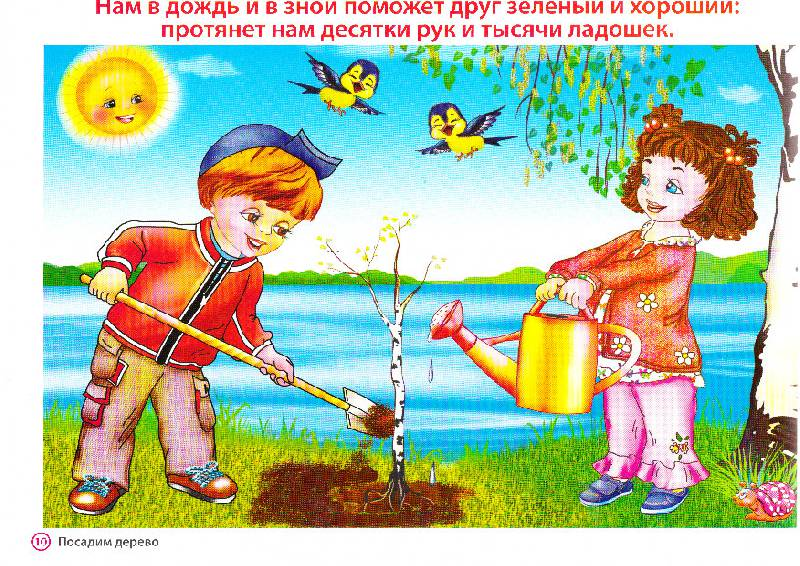 Нам в дождь и в зной поможет друг зеленый и хороший:
протянет нам десятки рук и тысячи ладошек.
10 Посадим дерево